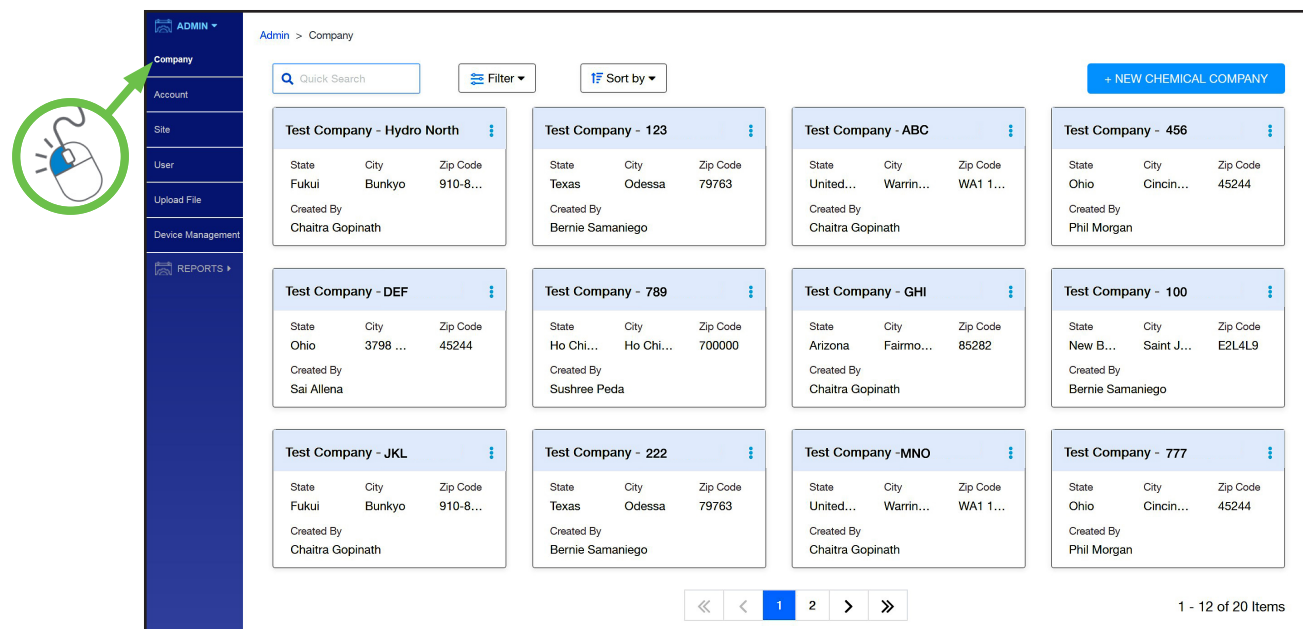 ADMIN
Admin > Company
Company
Account
Site
User
Upload File
Device Management
REPORTS
Quick Search
Filter
Sort by
+ NEW CHEMICAL COMPANY
Test Company - Hydro North
State City Zip Code
Fukui Bunkyo 910-8...
Created By
Chaitra Gopinath
Test Company - 123
State City Zip Code
Texas Odessa 79763
Created By
Bernie Samaniego
Test Company - ABC
State City Zip Code
United... Warrin... WA1 1...
Created By
Chaitra Gopinath
Test Company - 456
State City Zip Code
Ohio Cincin... 45244
Created By
Phil Morgan
Test Company - DEF
State City Zip Code
Ohio 3798 ... 45244
Created By
Sai Allena
Test Company - 789
State City Zip Code
Ho Chi... Ho Chi... 700000
Created By
Sushree Peda
Test Company - GHI
State City Zip Code
Arizona Fairmo... 85282
Created By
Chaitra Gopinath
Test Company - 100
State City Zip Code
New B... Saint J... E2L4L9
Created By
Bernie Samaniego
Test Company - JKL
State City Zip Code
Fukui Bunkyo 910-8...
Created By
Chaitra Gopinath
Test Company - 222
State City Zip Code
Texas Odessa 79763
Created By
Bernie Samaniego
Test Company -MNO
State City Zip Code
United... Warrin... WA1 1...
Created By
Chaitra Gopinath
Test Company - 777
State City Zip Code
Ohio Cincin... 45244
Created By
Phil Morgan
1 2
1 - 12 of 20 Items